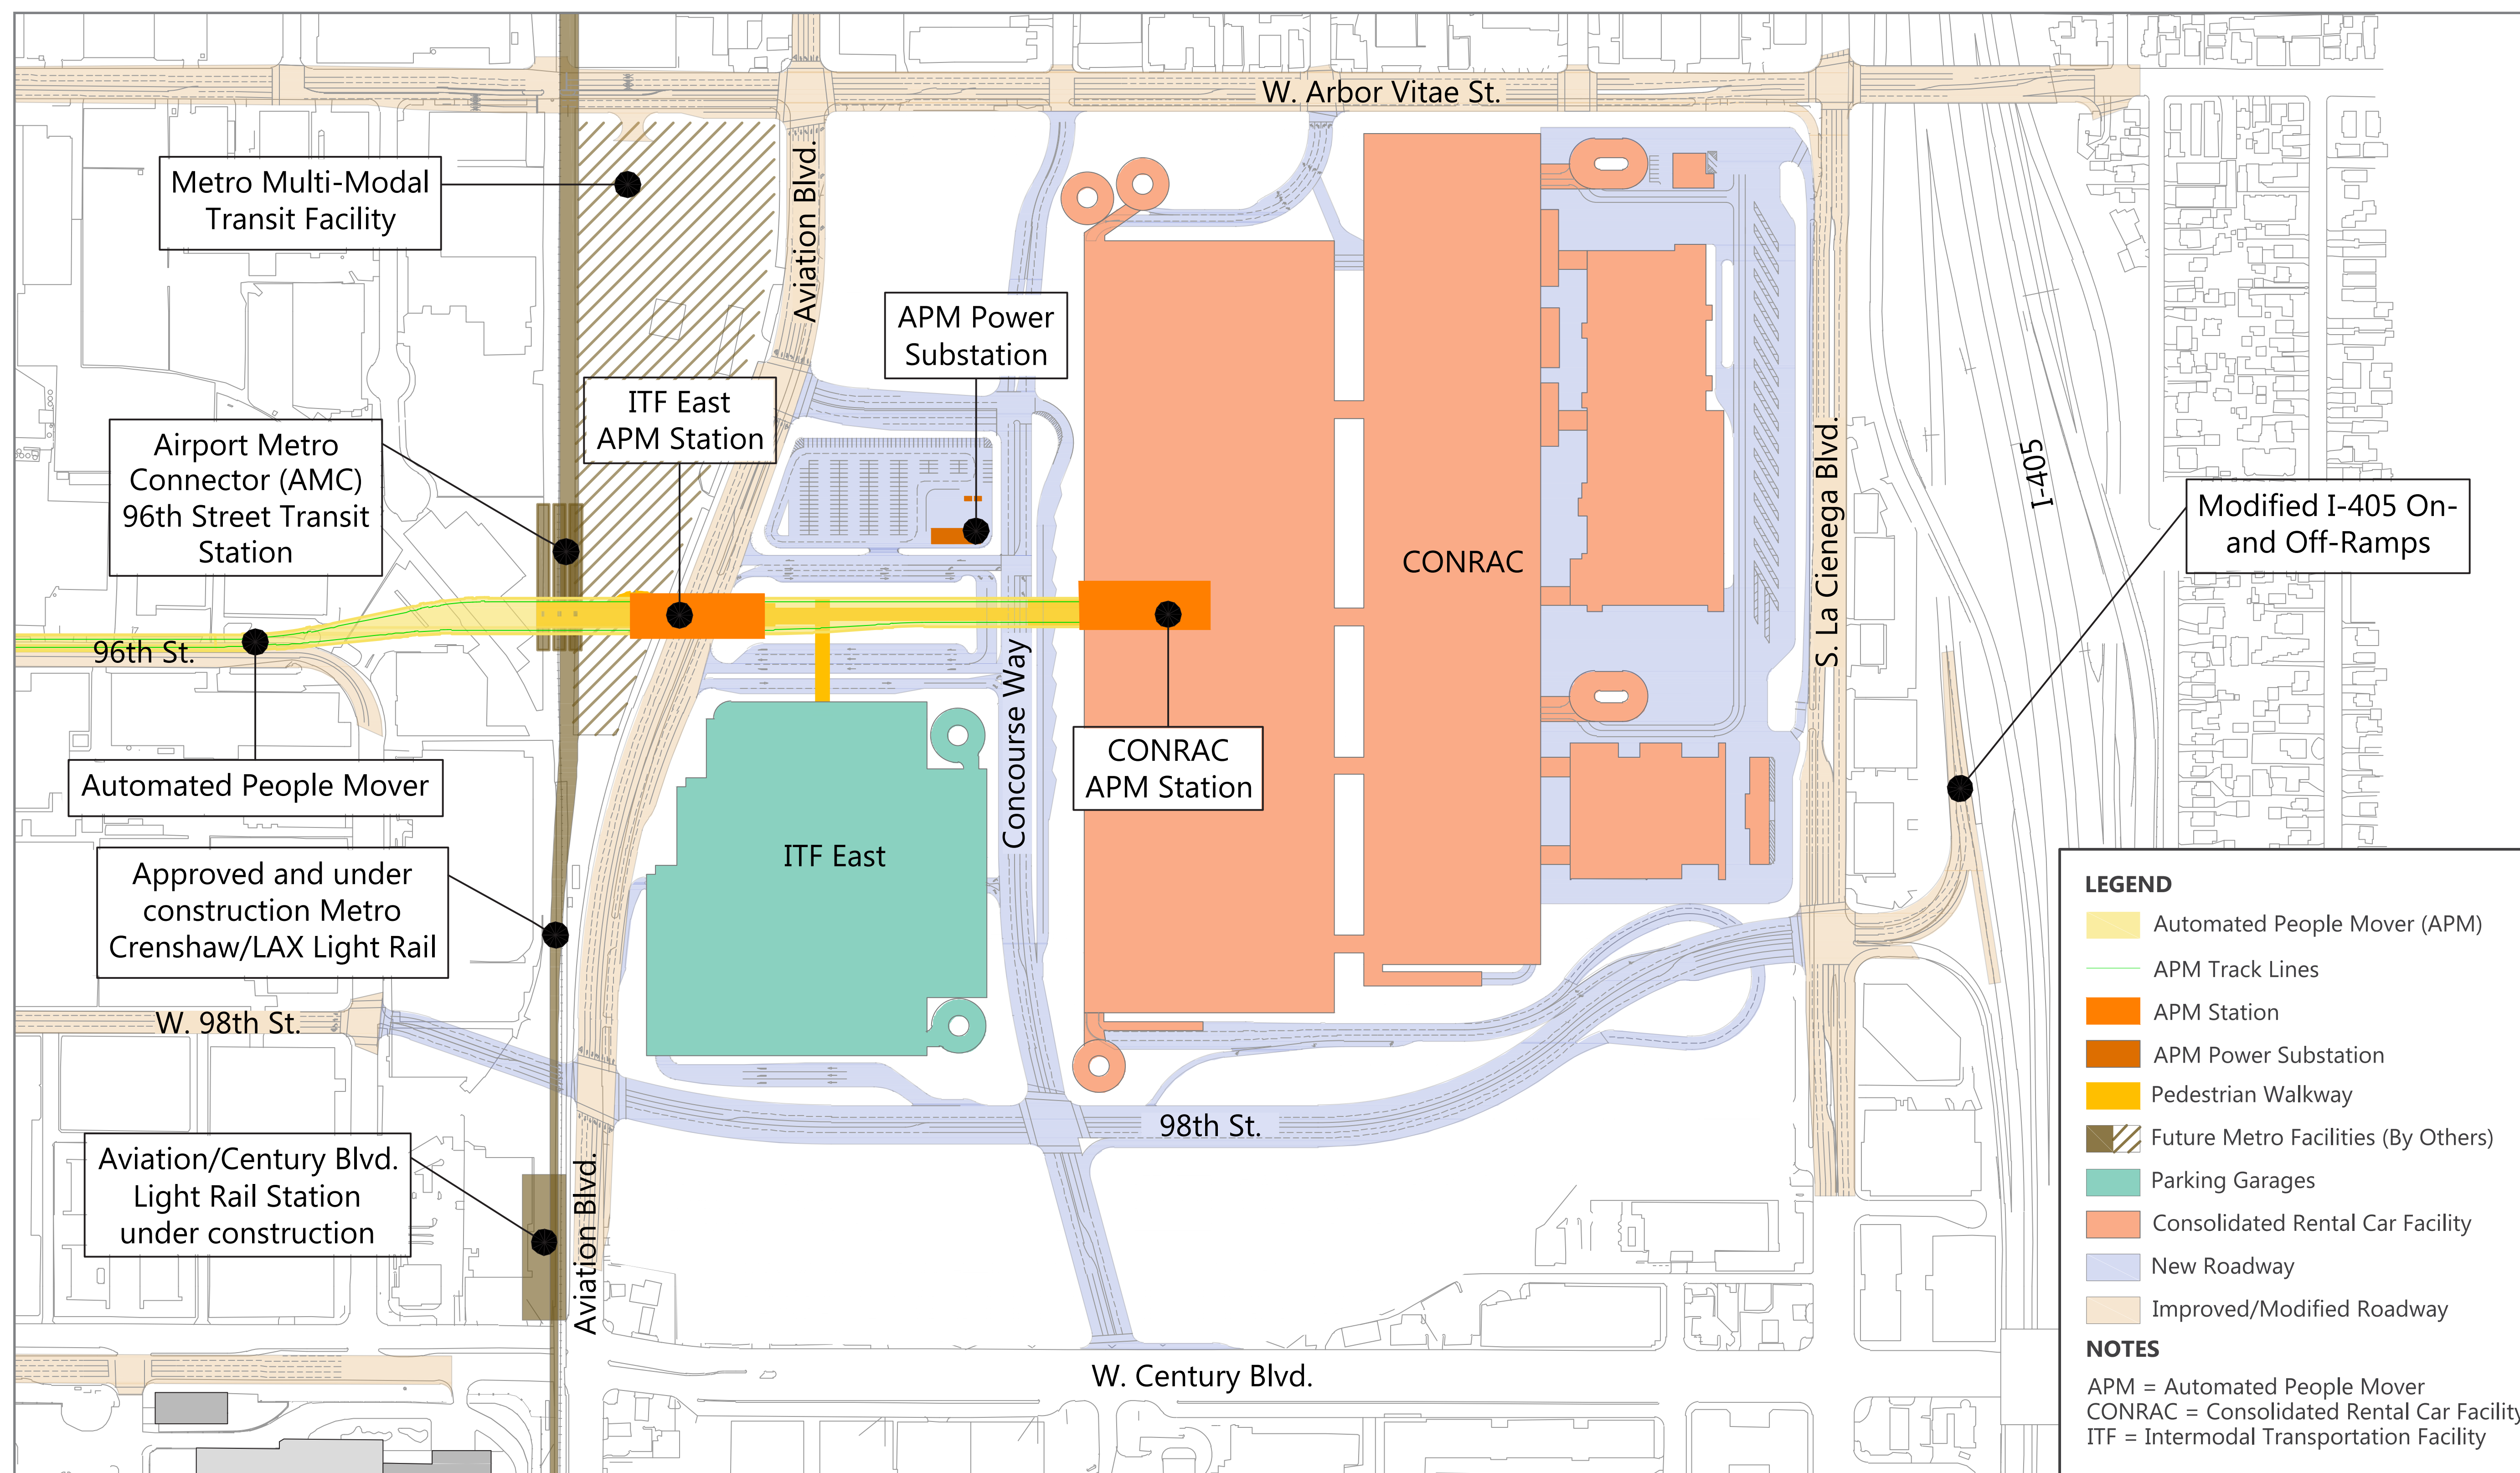 W. Arbor Vitae St.
Metro Multi-Modal
Transit Facility
Aviation Blvd.
APM Power
Substation
ITF East
APM Station
Airport Metro
Connector (AMC)
96th Street Transit
Station
I-405
Modified I-405 On-
and Off-Ramps
CONRAC
S. La Cienega Blvd.
96th St.
Concourse Way
CONRAC
APM Station
Automated People Mover
ITF East
Approved and under
construction Metro
Crenshaw/LAX Light Rail
W. 98th St.
98th St.
Aviation/Century Blvd.
Light Rail Station
under construction
Aviation Blvd.
W. Century Blvd.
LEGEND
Automated People Mover (APM)
APM Track Lines
APM Station
APM Power Substation
Pedestrian Walkway
Future Metro Facilities (By Others)
Parking Garages
Consolidated Rental Car Facility
New Roadway
Improved/Modified Roadway
NOTES
APM = Automated People Mover
CONRAC = Consolidated Rental Car Facility
ITF = Intermodal Transportation Facility